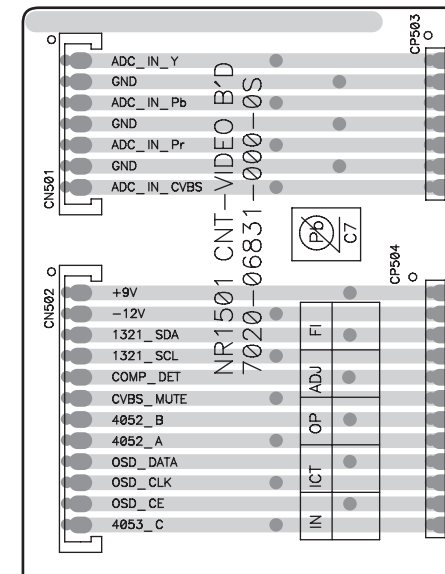 CP503
ADC_IN_Y
GND
ADC_IN_Pb
GND
ADC_IN_Pr
GND
ADC_IN_CVBS
CN501
NR1501 CNT-VIDEO B'D
7020-06831-000-0S
Pb
C7
CP504
CN502
+9V
-12V
1321_SDA
1321_SCL
COMP_DET
CVBS_MUTE
4052_B
4052_A
OSD_DATA
OSD_CLK
OSD_CE
4053_C
FI
ADJ
OP
ICT
IN